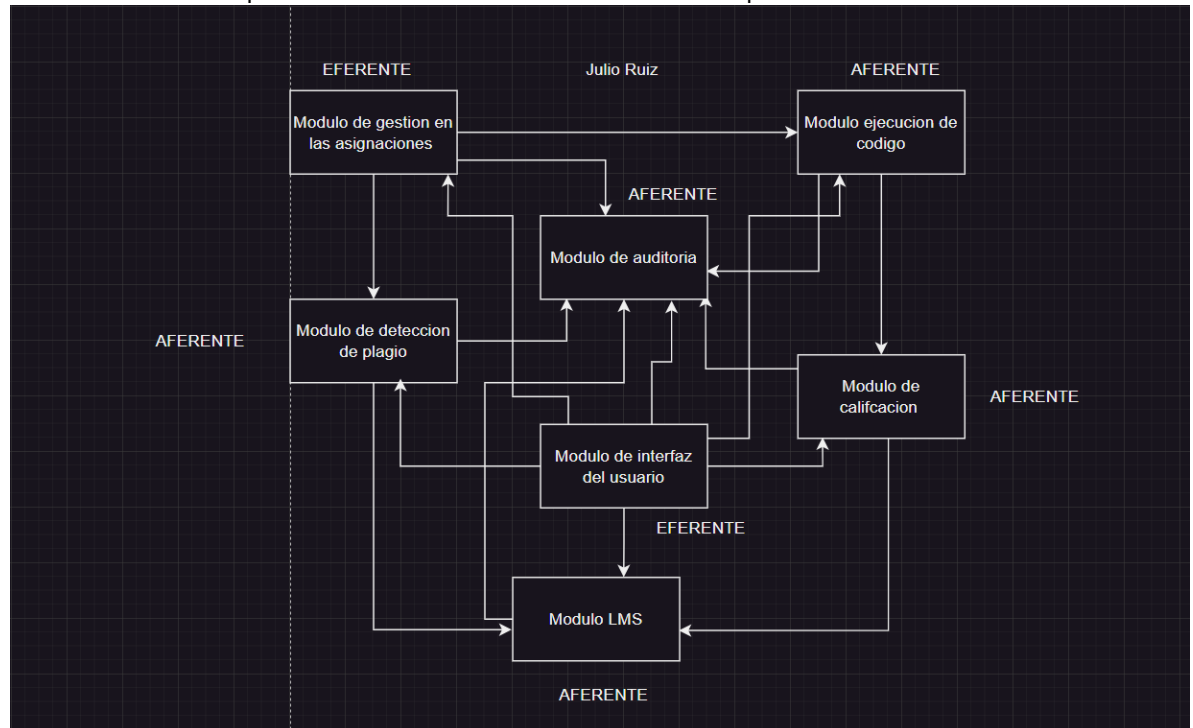 EFERENTE
Julio Ruiz
AFERENTE
Modulo de gestion en
las asignaciones
Modulo ejecucion de
codigo
AFERENTE
Modulo de auditoria
AFERENTE
Modulo de deteccion
de plagio
Modulo de
califcacion
AFERENTE
Modulo de interfaz
del usuario
EFERENTE
Modulo LMS
AFERENTE